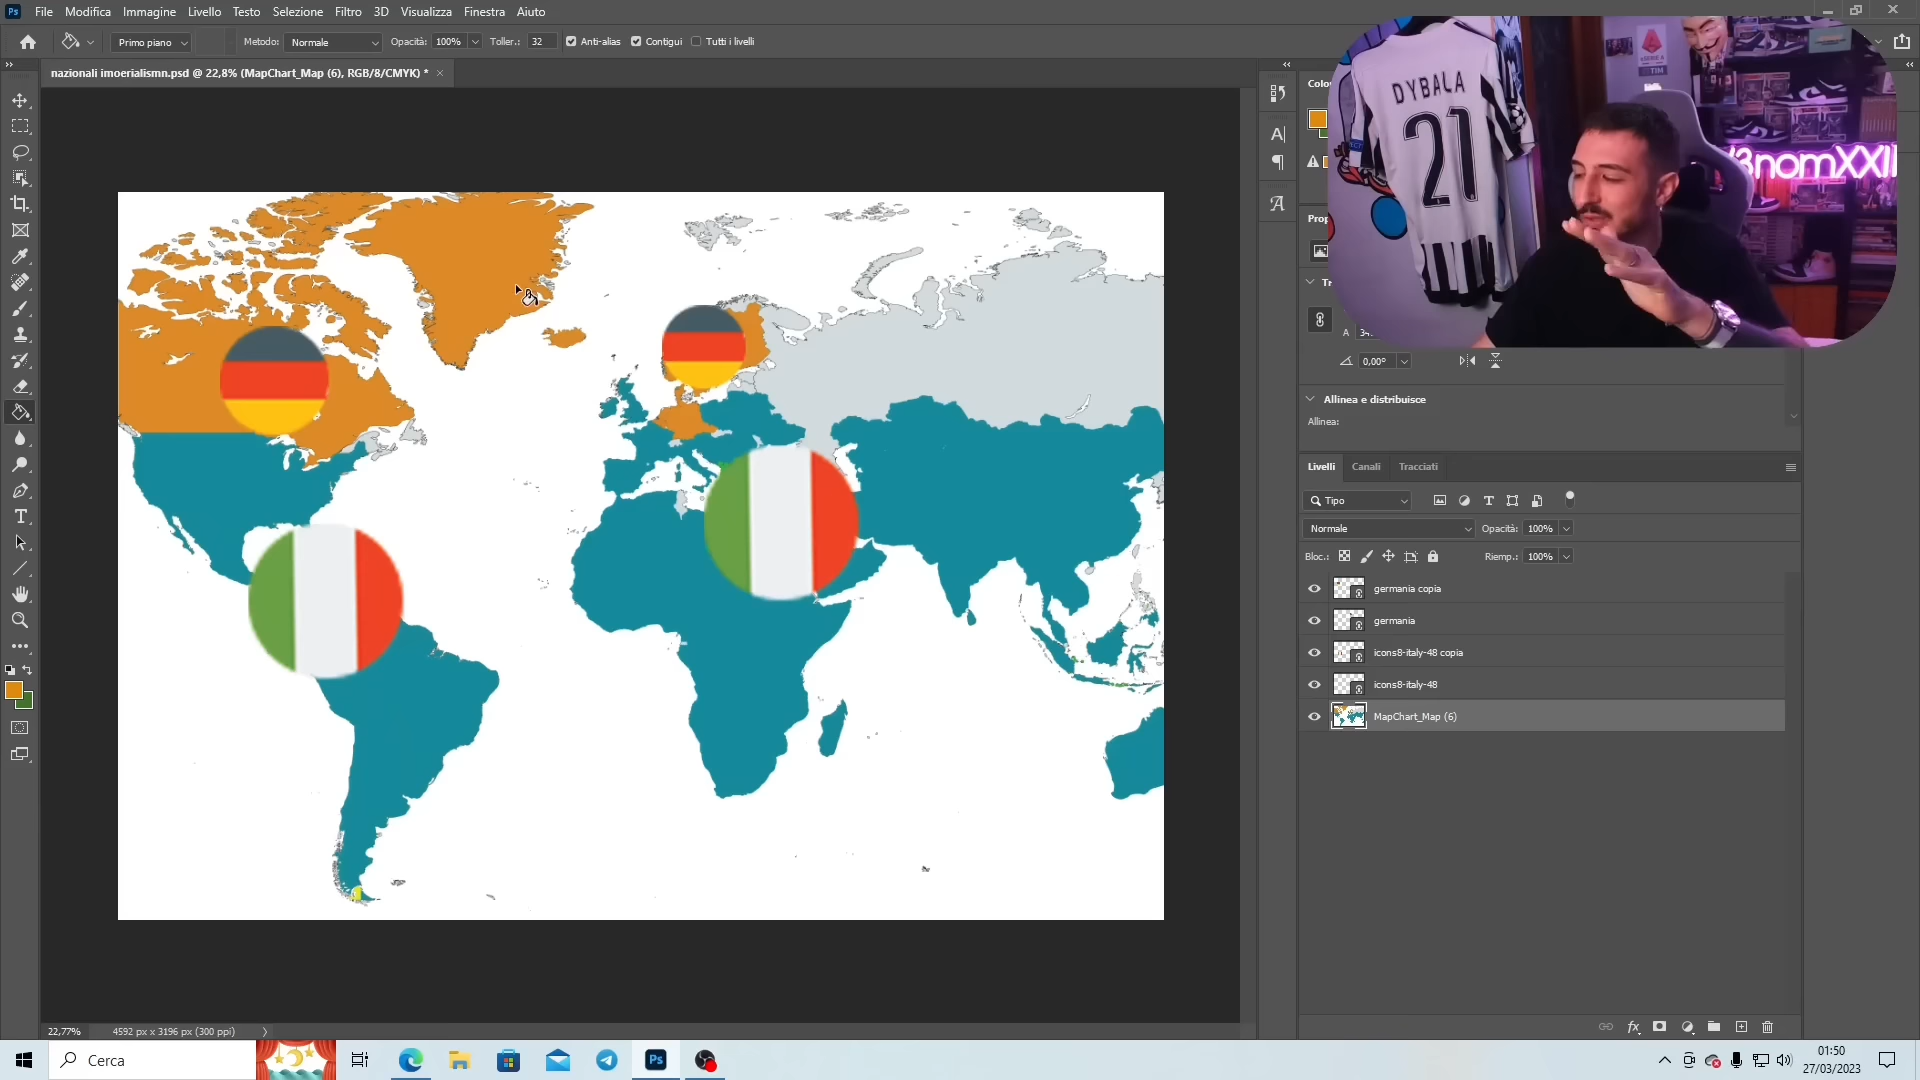 Ps File Modifica Immagine Livello Testo Selezione Filtro 3D Visualizza Finestra Aiuto
Primo piano Metodo: Normale Opacità: 100% Toller.: 32 Anti-alias Contigui Tutti i livelli
nazionali imoerialismn.psd @ 22,8% (MapChart_Map (6), RGB/8/CMYK) *
DYBALA
21
TIM
0,00°
Allinea e distribuisce
Allinea:
Livelli Canali Tracciati
Tipo
Normale Opacità: 100%
Bloc.: Riemp.: 100%
germania copia
germania
icons8-italy-48 copia
icons8-italy-48
MapChart_Map (6)
fx
22,77% 4592 px x 3196 px (300 ppi)
Cerca
Ps
01:50
27/03/2023